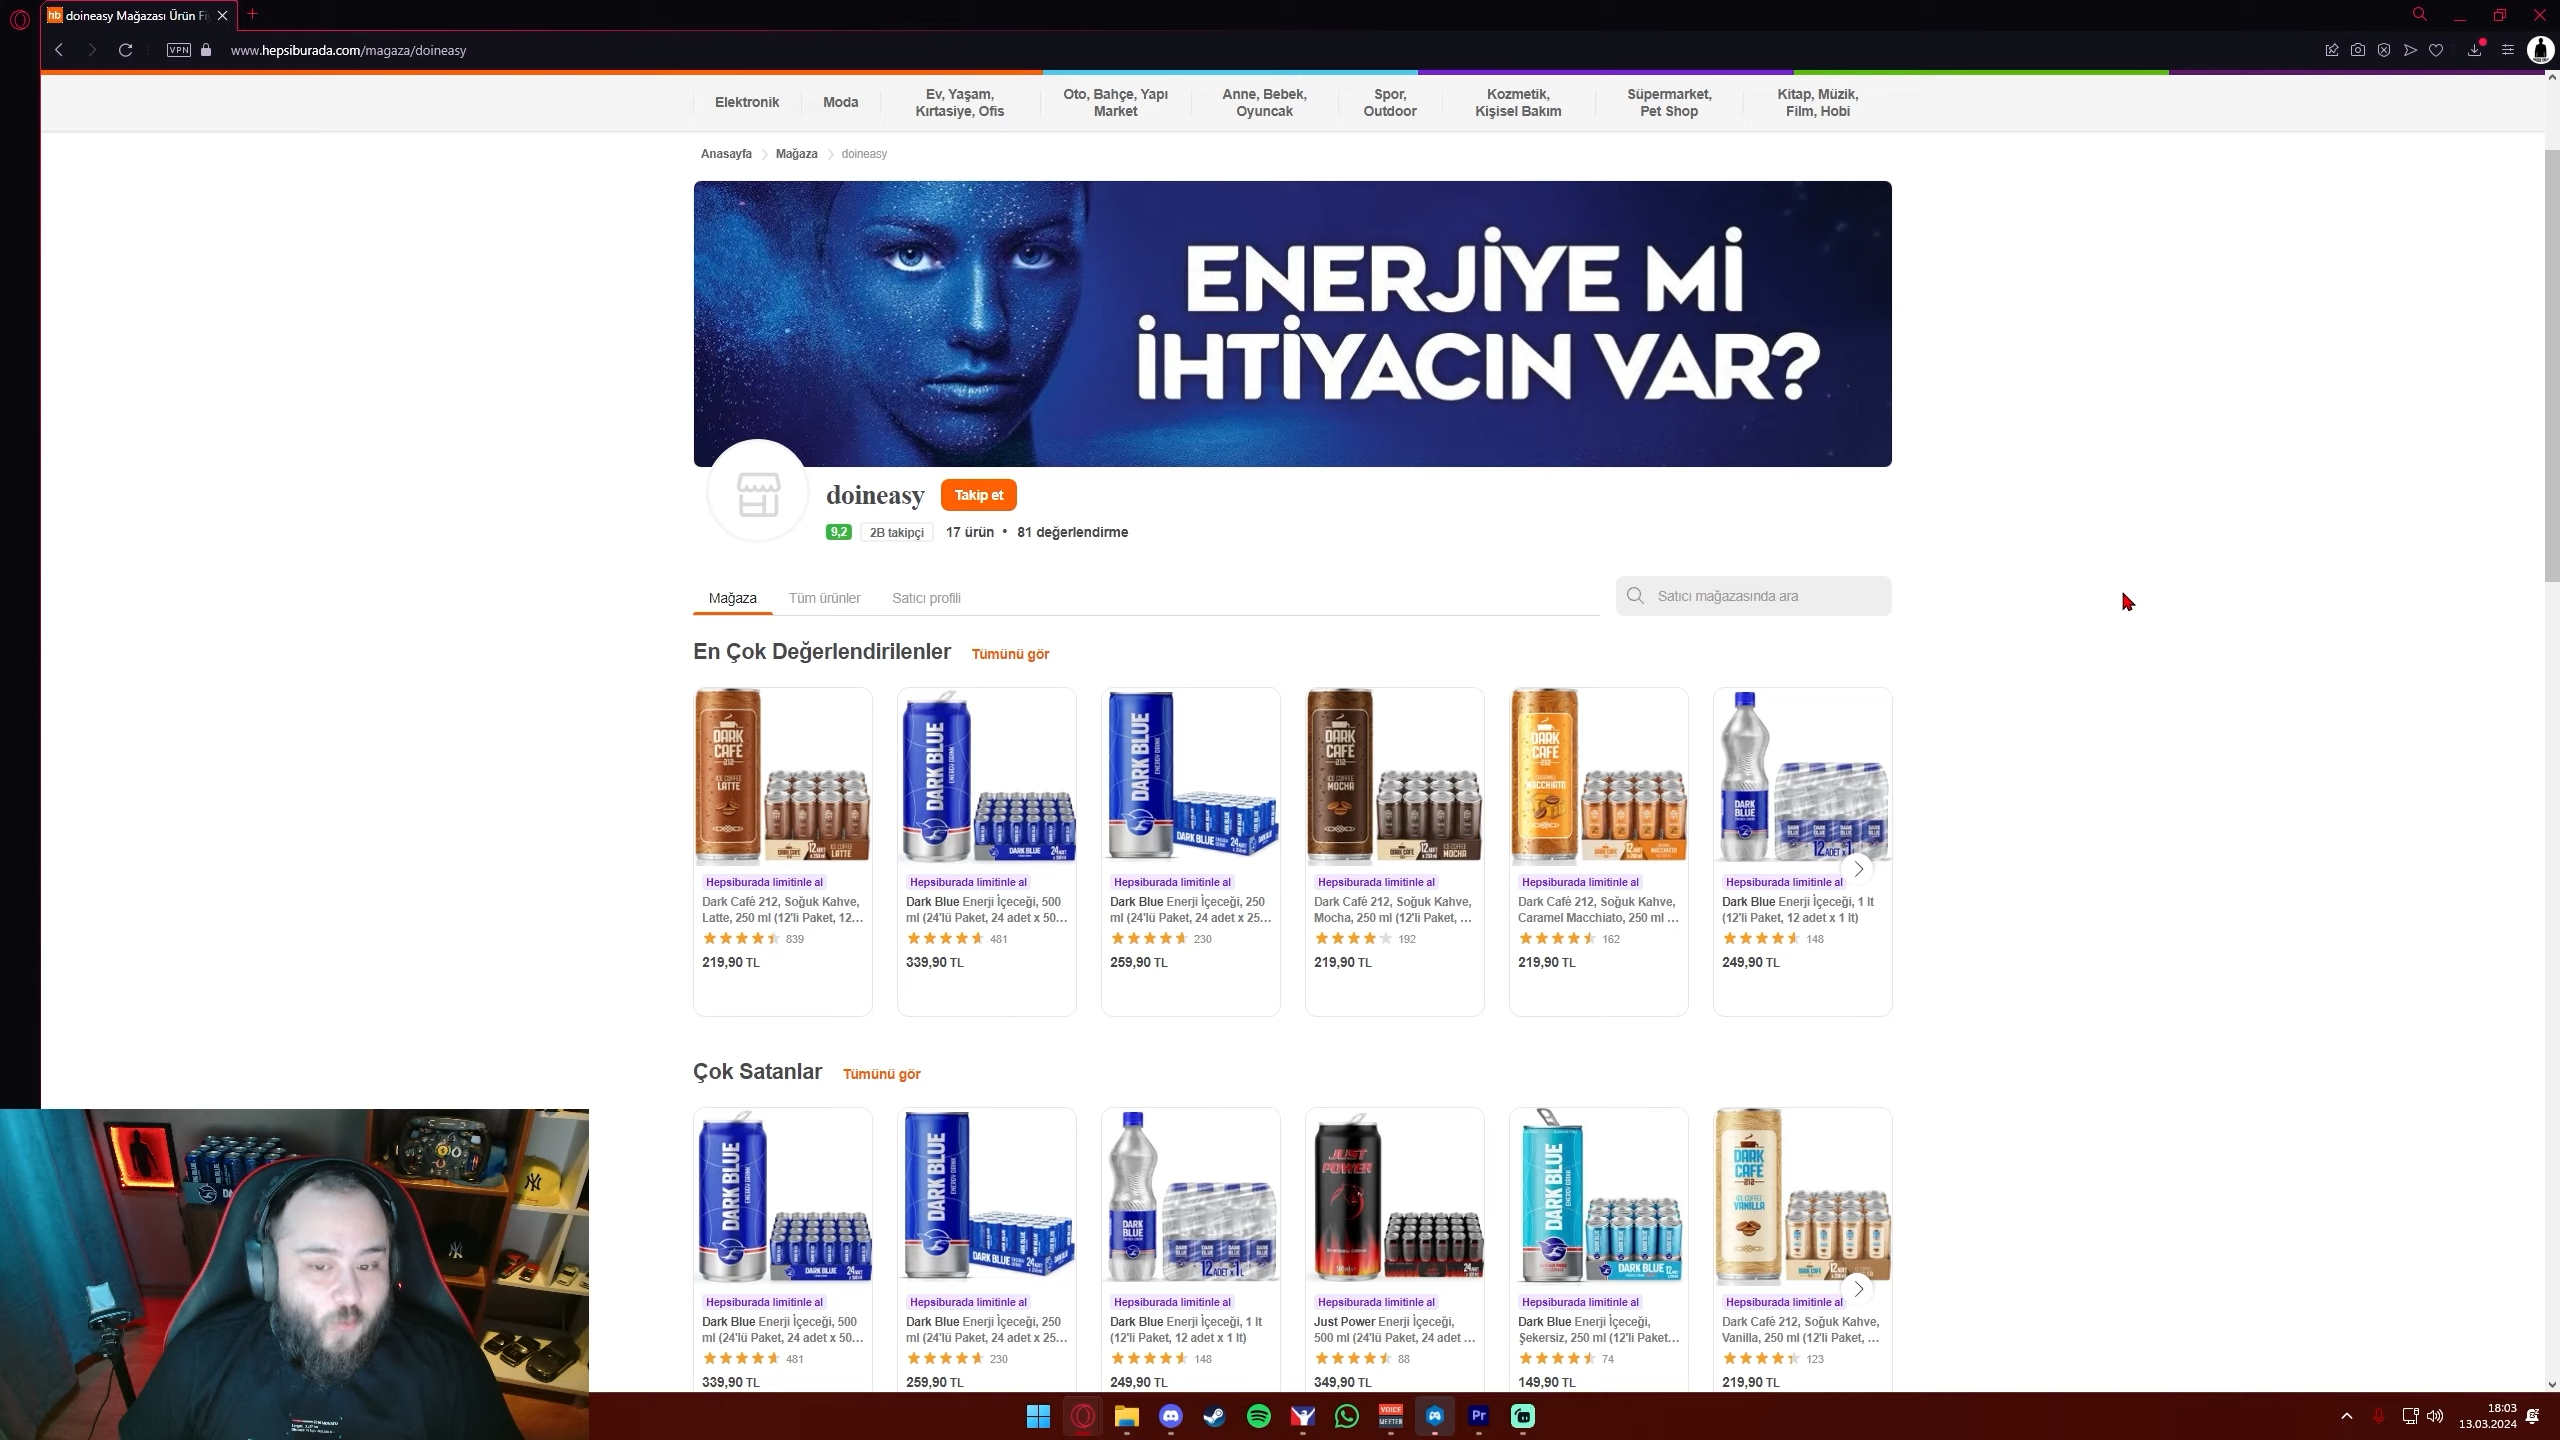 doineasy Mağazası Ürün Fi
VPN
www.hepsiburada.com/magaza/doineasy
Elektronik
Moda
Ev, Yaşam,
Kırtasiye, Ofis
Oto, Bahçe, Yapı
Market
Anne, Bebek,
Oyuncak
Spor,
Outdoor
Kozmetik,
Kişisel Bakım
Süpermarket,
Pet Shop
Kitap, Müzik,
Film, Hobi
Anasayfa
Mağaza
doineasy
ENERJİYE Mİ
İHTİYACIN VAR?
doineasy
Takip et
9,2
2B takipçi
17 ürün • 81 değerlendirme
Mağaza
Tüm ürünler
Satıcı profili
Satıcı mağazasında ara
En Çok Değerlendirilenler
Tümünü gör
Hepsiburada limitinle al
Dark Café 212, Soğuk Kahve,
Latte, 250 ml (12'li Paket, 12...
839
219,90 TL
Hepsiburada limitinle al
Dark Blue Enerji İçeceği, 500
ml (24'lü Paket, 24 adet x 50...
481
339,90 TL
Hepsiburada limitinle al
Dark Blue Enerji İçeceği, 250
ml (24'lü Paket, 24 adet x 25...
230
259,90 TL
Hepsiburada limitinle al
Dark Café 212, Soğuk Kahve,
Mocha, 250 ml (12'li Paket, ...
192
219,90 TL
Hepsiburada limitinle al
Dark Café 212, Soğuk Kahve,
Caramel Macchiato, 250 ml ...
162
219,90 TL
Hepsiburada limitinle al
Dark Blue Enerji İçeceği, 1 lt
(12'li Paket, 12 adet x 1 lt)
148
249,90 TL
Çok Satanlar
Tümünü gör
Hepsiburada limitinle al
Dark Blue Enerji İçeceği, 500
ml (24'lü Paket, 24 adet x 50...
481
339,90 TL
Hepsiburada limitinle al
Dark Blue Enerji İçeceği, 250
ml (24'lü Paket, 24 adet x 25...
230
259,90 TL
Hepsiburada limitinle al
Dark Blue Enerji İçeceği, 1 lt
(12'li Paket, 12 adet x 1 lt)
148
249,90 TL
Hepsiburada limitinle al
Just Power Enerji İçeceği,
500 ml (24'lü Paket, 24 adet ...
88
349,90 TL
Hepsiburada limitinle al
Dark Blue Enerji İçeceği,
Şekersiz, 250 ml (12'li Paket...
74
149,90 TL
Hepsiburada limitinle al
Dark Café 212, Soğuk Kahve,
Vanilla, 250 ml (12'li Paket, ...
123
219,90 TL
18:03
13.03.2024